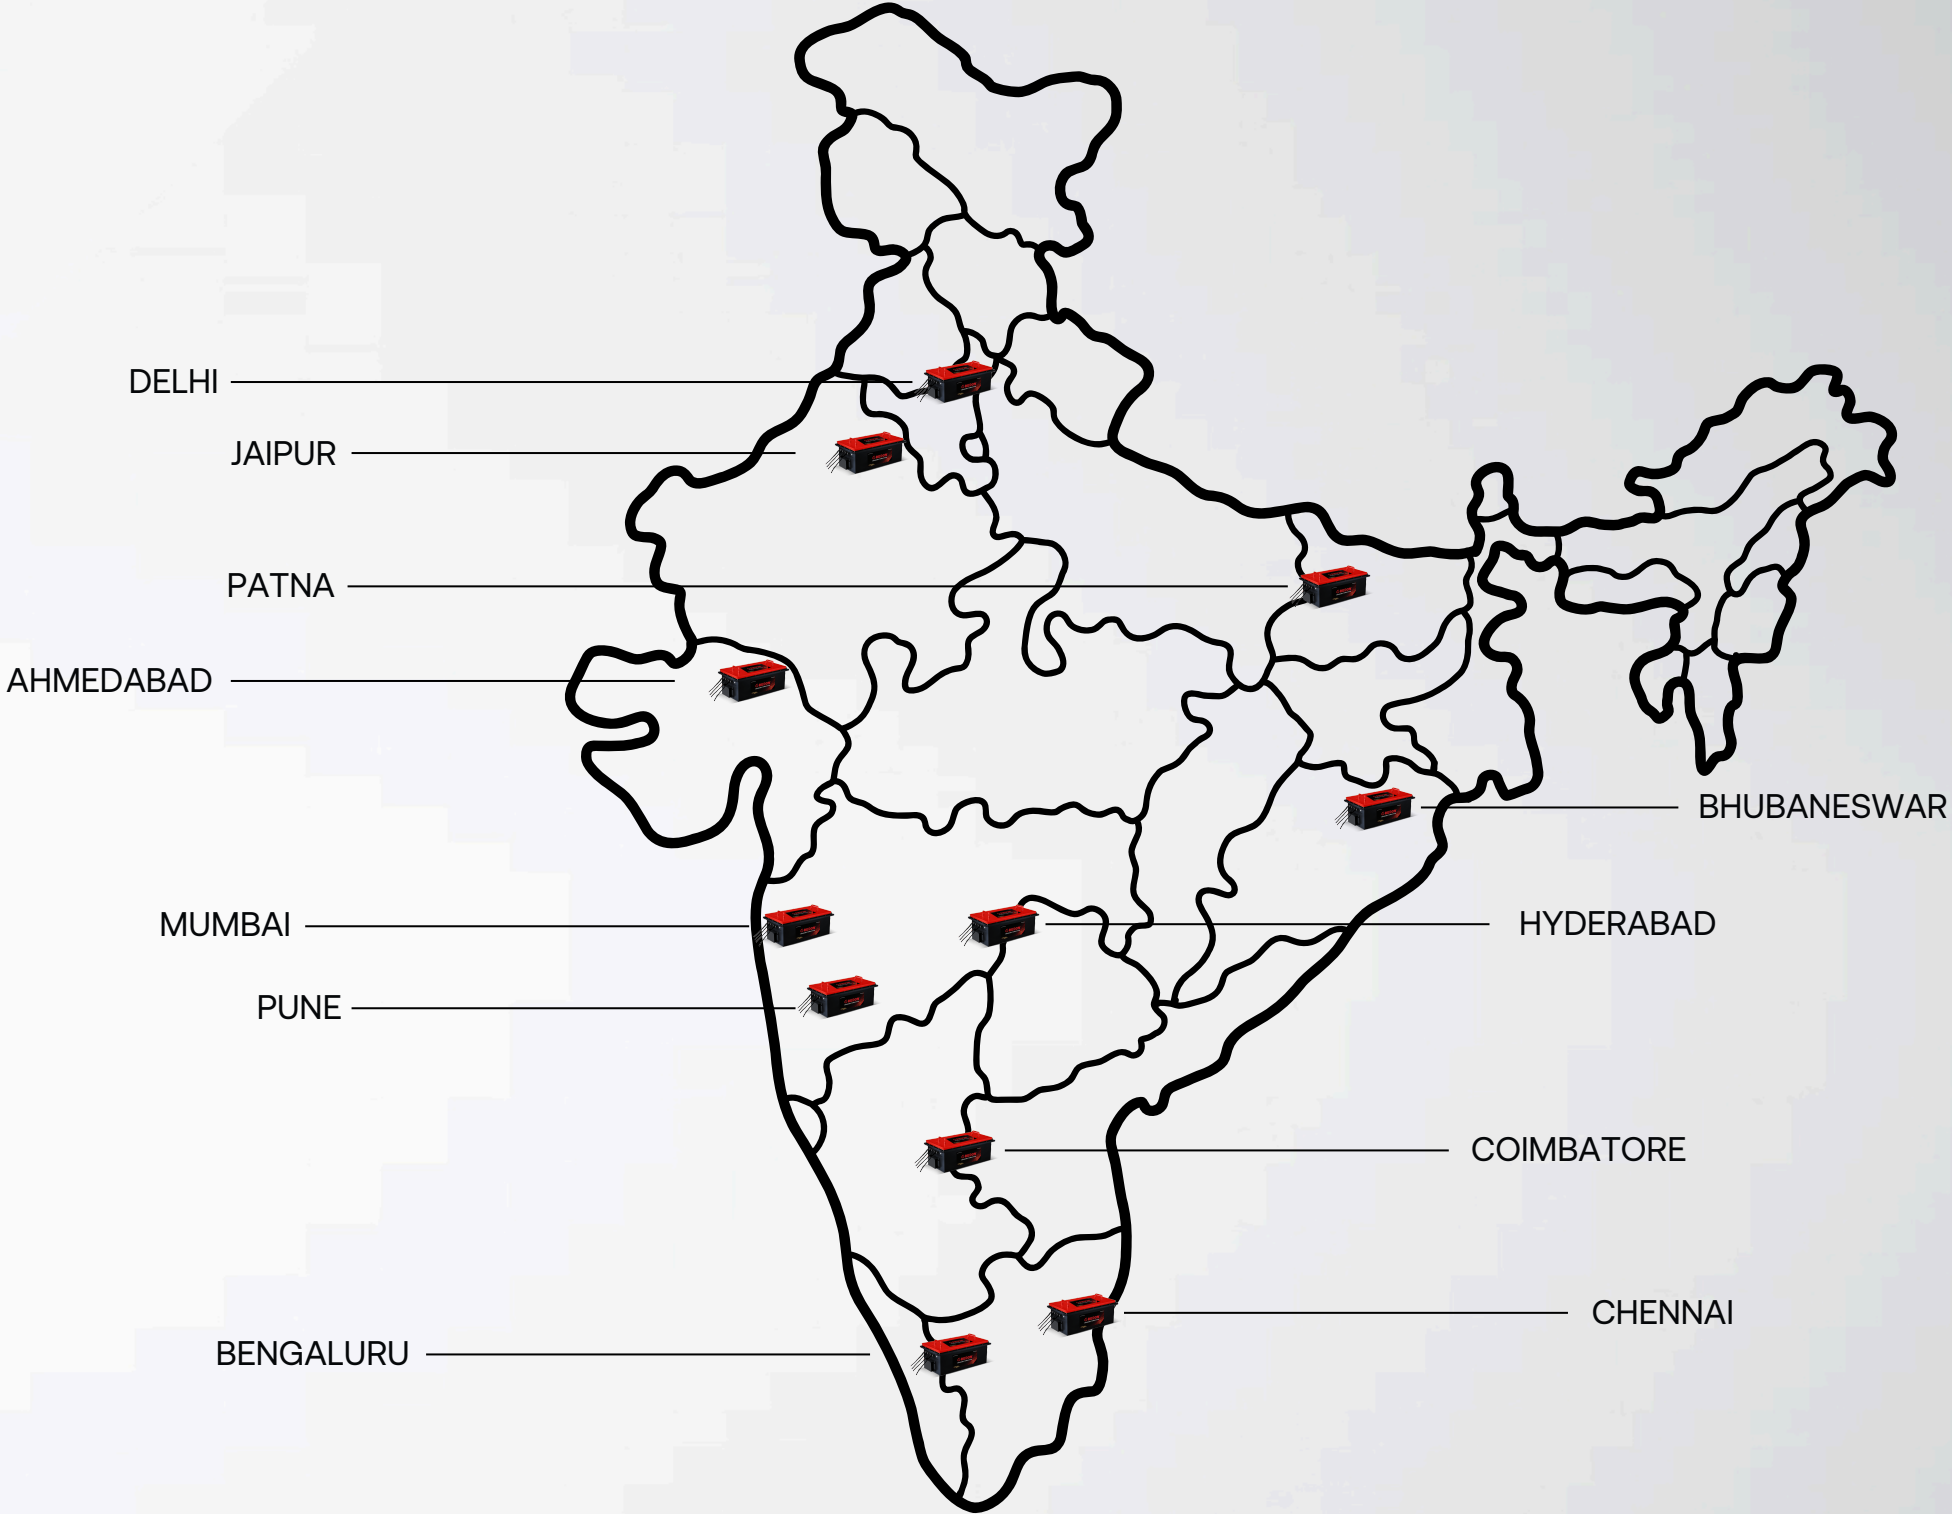 DELHI
JAIPUR
PATNA
AHMEDABAD
BHUBANESWAR
MUMBAI
HYDERABAD
PUNE
COIMBATORE
CHENNAI
BENGALURU